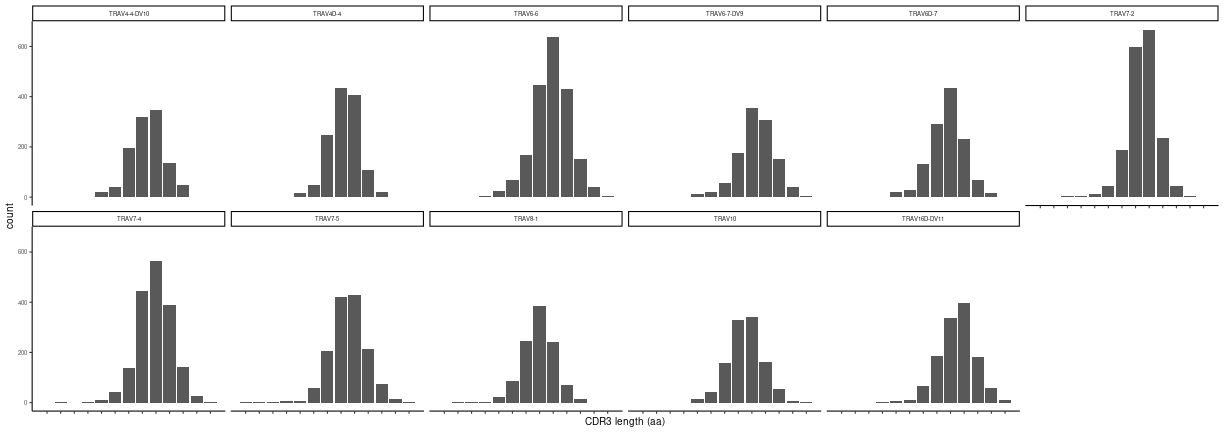 TRAV4-4-DV10 TRAV4D-4 TRAV6-6 TRAV6-7-DV9 TRAV6D-7 TRAV7-2
600
400
200
0
TRAV7-4 TRAV7-5 TRAV8-1 TRAV10 TRAV16D-DV11
600
400
200
0
count
CDR3 length (aa)